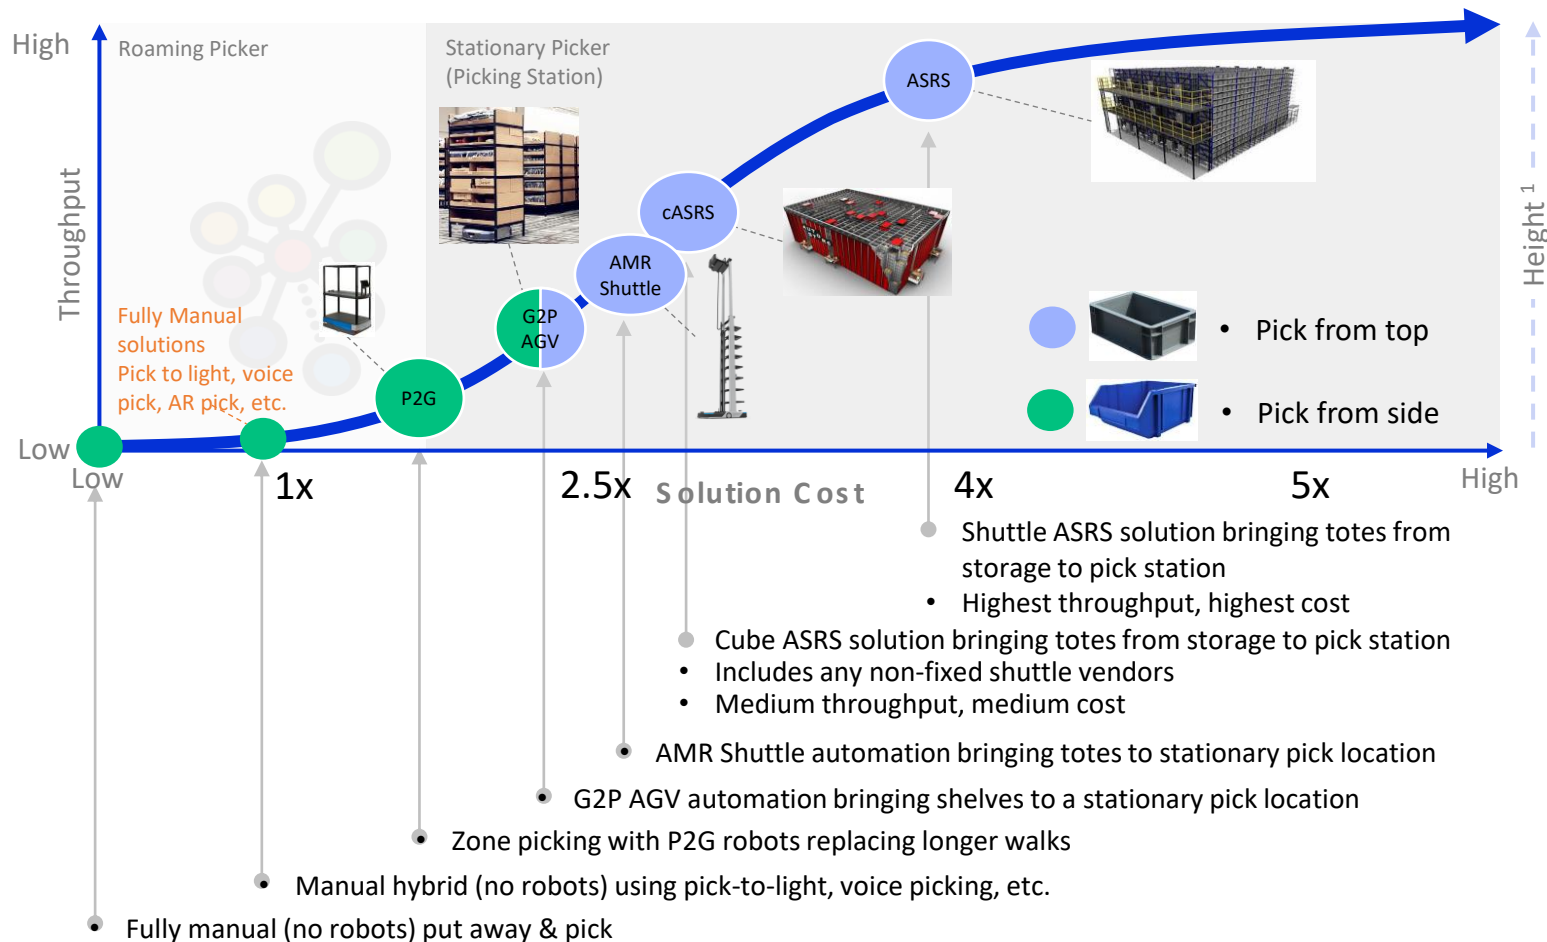 High
Roaming Picker
Stationary Picker
(Picking Station)
ASRS
cASRS
AMR
Shuttle
G2P
AGV
P2G
Throughput
Height 1
Fully Manual
solutions
Pick to light, voice
pick, AR pick, etc.
• Pick from top
• Pick from side
Low
Low
1x
2.5x
Solution Cost
4x
5x
High
Shuttle ASRS solution bringing totes from
storage to pick station
• Highest throughput, highest cost
Cube ASRS solution bringing totes from storage to pick station
• Includes any non-fixed shuttle vendors
• Medium throughput, medium cost
• AMR Shuttle automation bringing totes to stationary pick location
• G2P AGV automation bringing shelves to a stationary pick location
• Zone picking with P2G robots replacing longer walks
• Manual hybrid (no robots) using pick-to-light, voice picking, etc.
• Fully manual (no robots) put away & pick